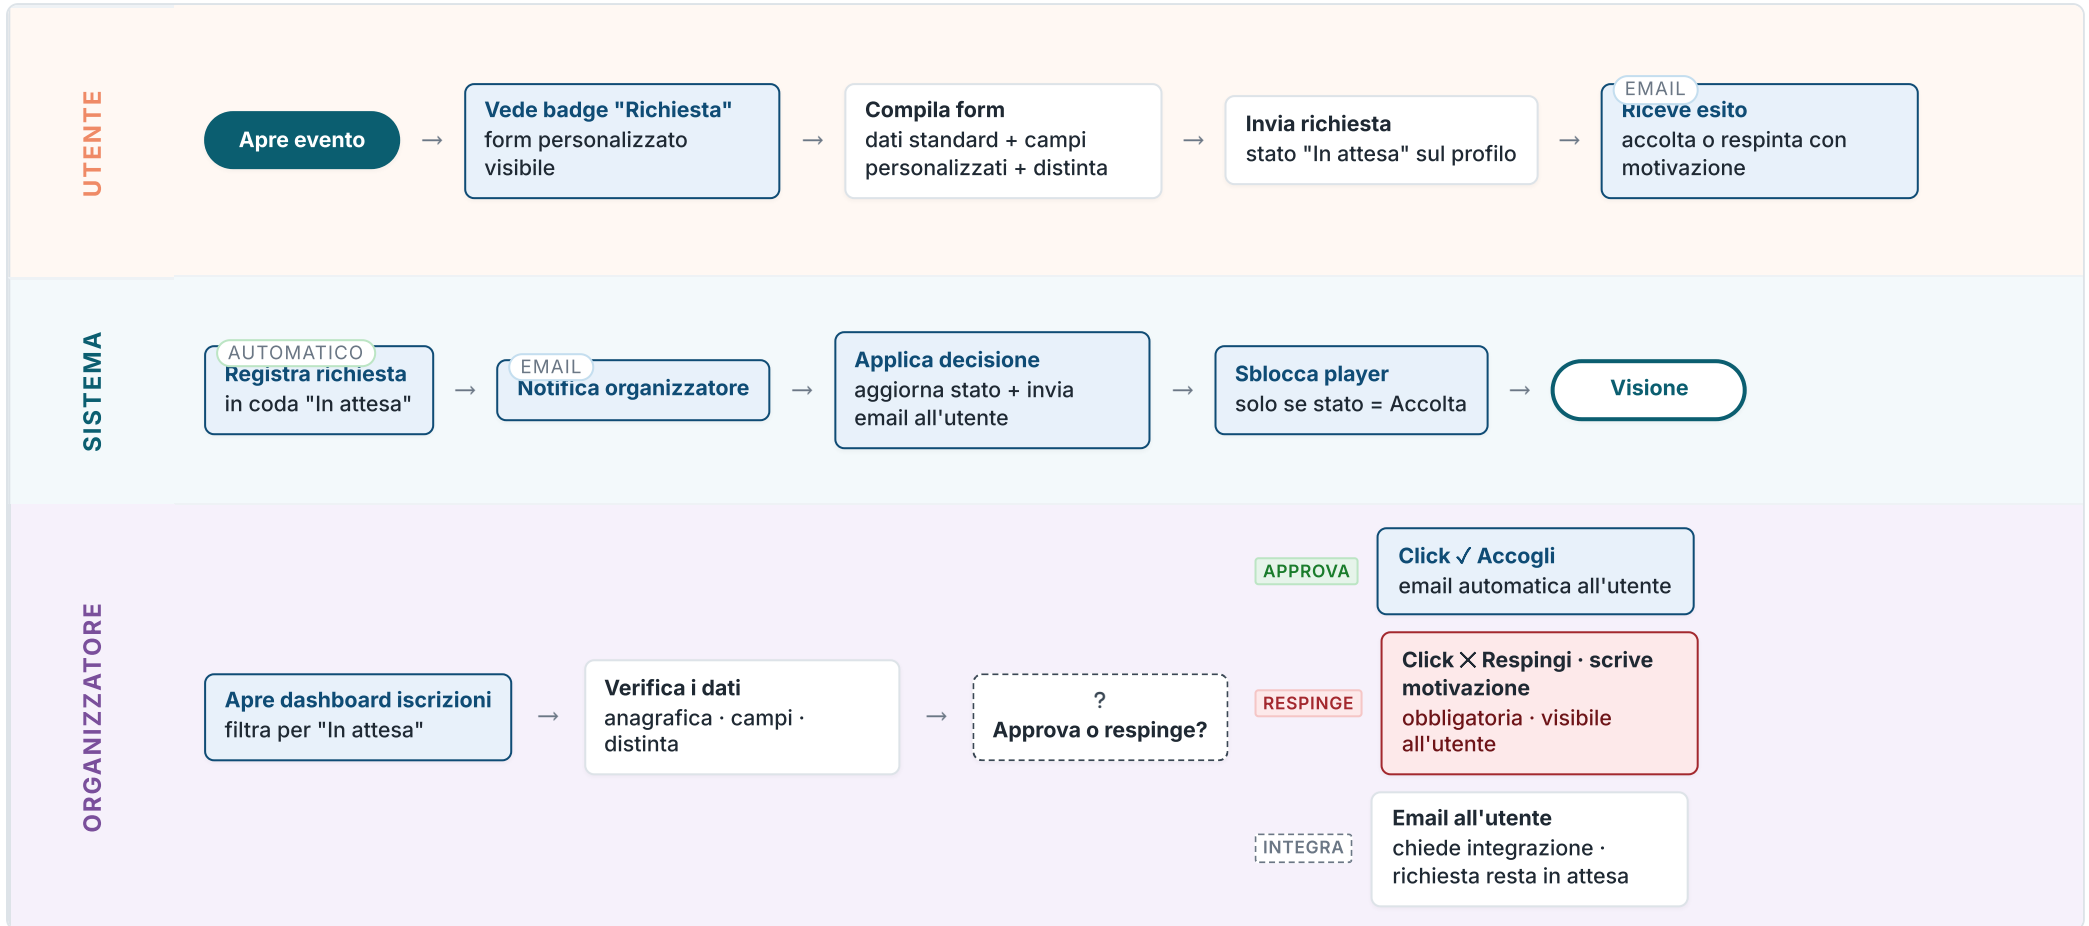 UTENTE
Apre evento
→
Vede badge "Richiesta"
form personalizzato
visibile
→
Compila form
dati standard + campi
personalizzati + distinta
→
Invia richiesta
stato "In attesa" sul profilo
→
EMAIL
Riceve esito
accolta o respinta con
motivazione
SISTEMA
AUTOMATICO
Registra richiesta
in coda "In attesa"
→
EMAIL
Notifica organizzatore
→
Applica decisione
aggiorna stato + invia
email all'utente
→
Sblocca player
solo se stato = Accolta
→
Visione
ORGANIZZATORE
Apre dashboard iscrizioni
filtra per "In attesa"
→
Verifica i dati
anagrafica · campi ·
distinta
→
?
Approva o respinge?
APPROVA
Click ✓ Accogli
email automatica all'utente
RESPINGE
Click ✕ Respingi · scrive
motivazione
obbligatoria · visibile
all'utente
INTEGRA
Email all'utente
chiede integrazione ·
richiesta resta in attesa